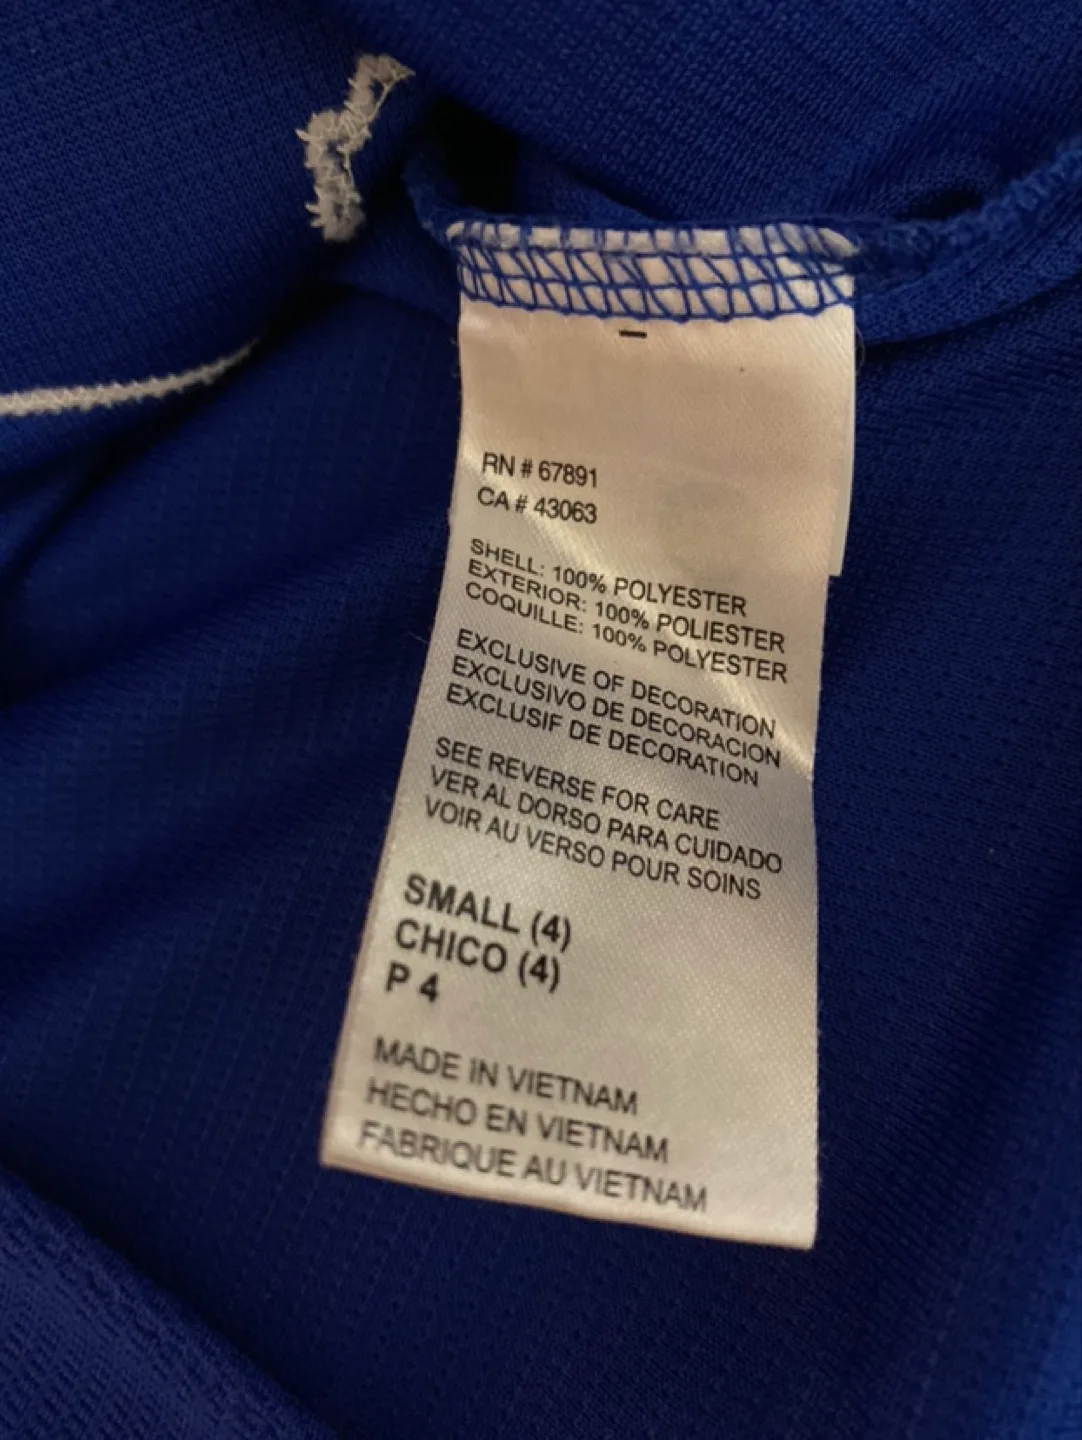 RN # 67891
CA # 43063
SHELL: 100% POLYESTER
EXTERIOR: 100% POLIESTER
COQUILLE: 100% POLYESTER
EXCLUSIVE OF DECORATION
EXCLUSIVO DE DECORACION
EXCLUSIF DE DECORATION
SEE REVERSE FOR CARE
VER AL DORSO PARA CUIDADO
VOIR AU VERSO POUR SOINS
SMALL (4)
CHICO (4)
P 4
MADE IN VIETNAM
HECHO EN VIETNAM
FABRIQUE AU VIETNAM